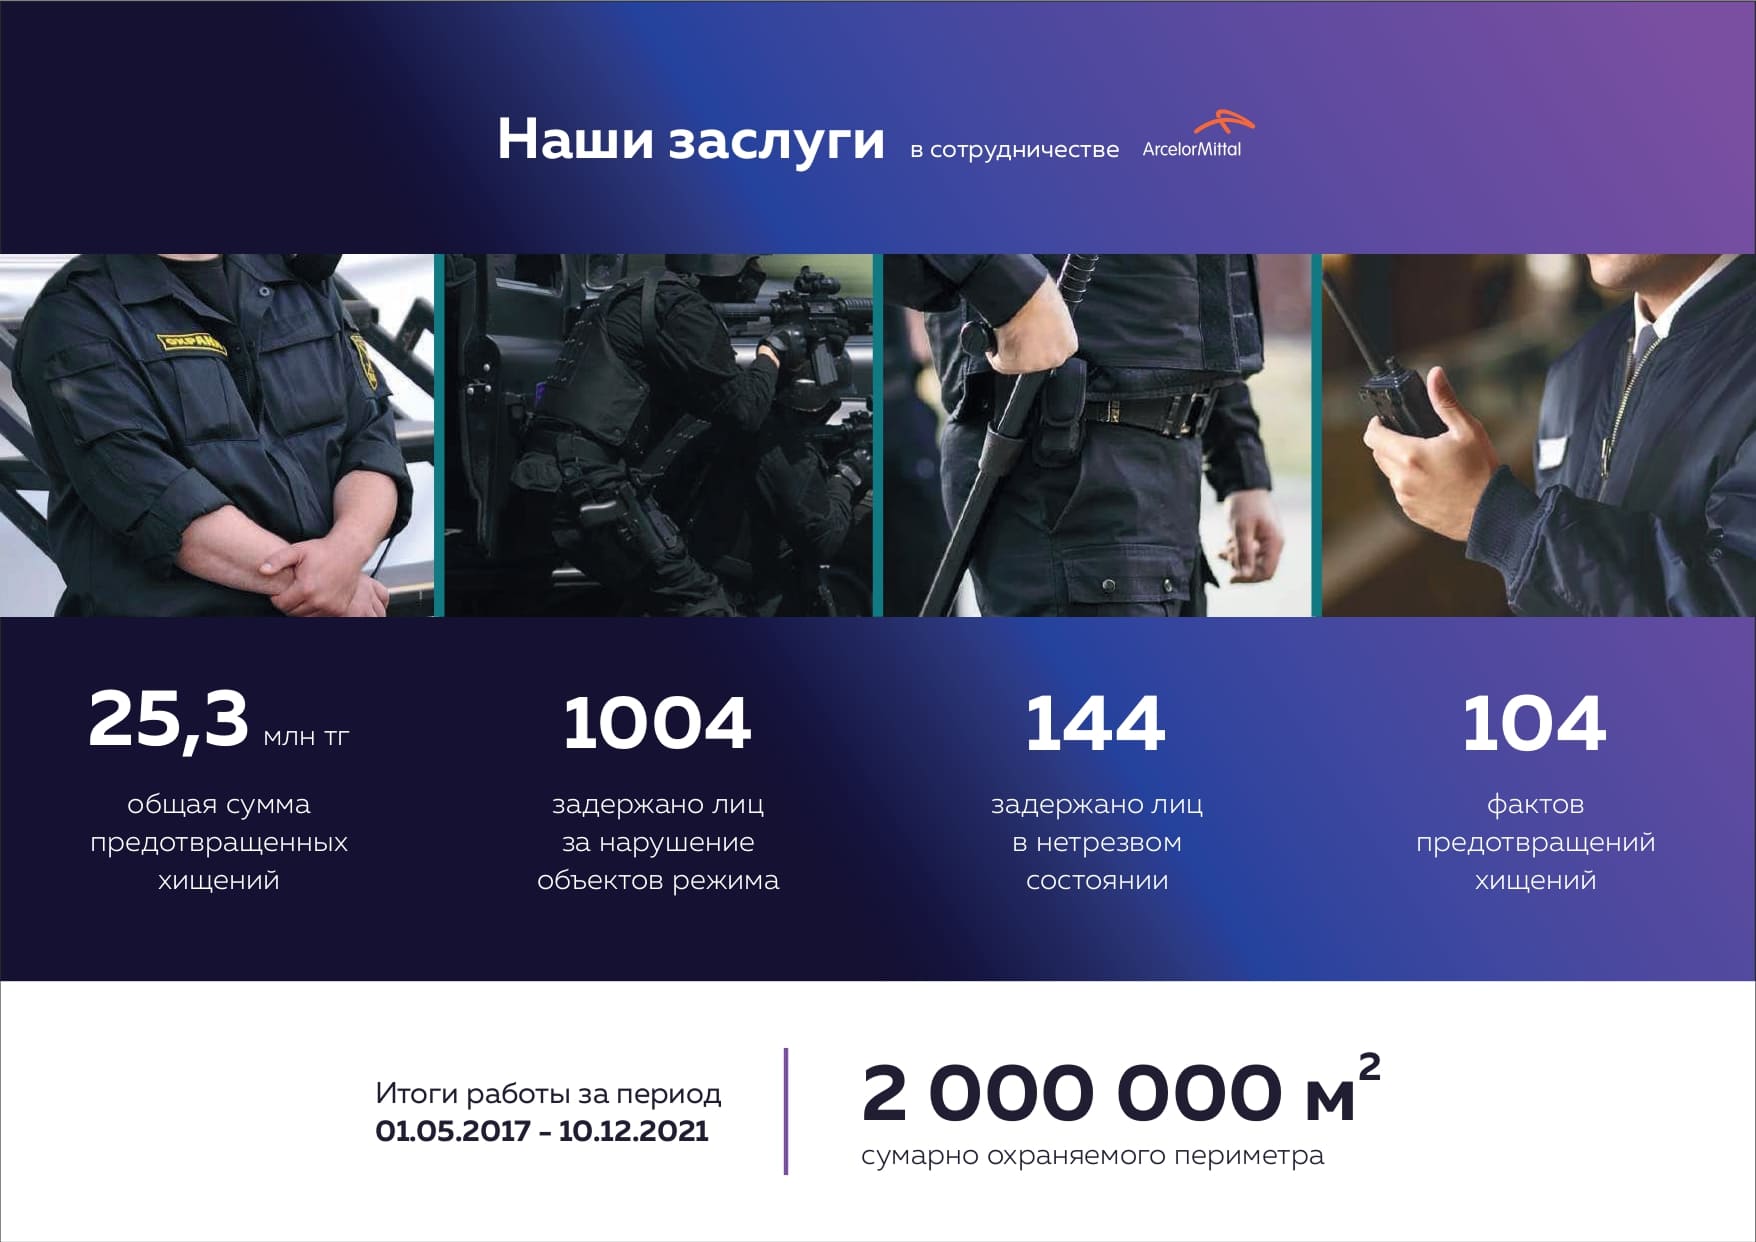 Наши заслуги в сотрудничестве ArcelorMittal
ОХРАНА
25,3 млн тг
общая сумма
предотвращенных
хищений
1004
задержано лиц
за нарушение
объектов режима
144
задержано лиц
в нетрезвом
состоянии
104
фактов
предотвращений
хищений
Итоги работы за период
01.05.2017 - 10.12.2021
2 000 000 м²
сумарно охраняемого периметра